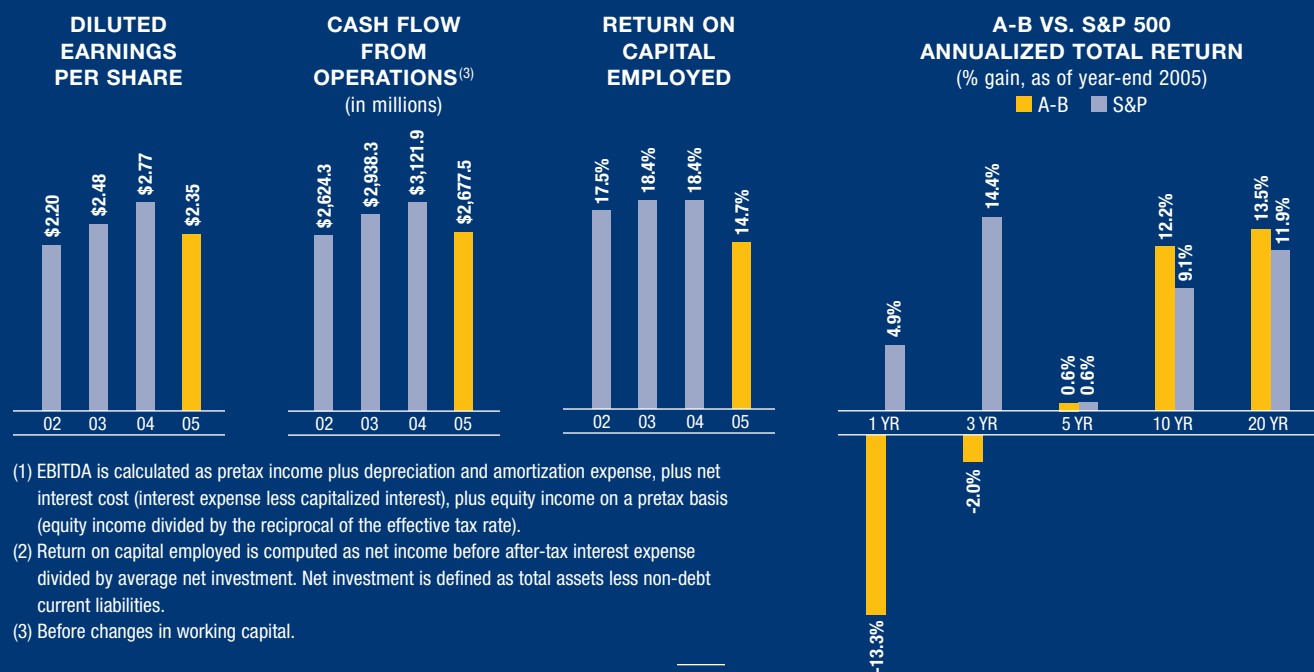 DILUTED
EARNINGS
PER SHARE
$2.20
$2.48
$2.77
$2.35
02 03 04 05
CASH FLOW
FROM
OPERATIONS(3)
(in millions)
$2,624.3
$2,938.3
$3,121.9
$2,677.5
02 03 04 05
RETURN ON
CAPITAL
EMPLOYED
17.5%
18.4%
18.4%
14.7%
02 03 04 05
A-B VS. S&P 500
ANNUALIZED TOTAL RETURN
(% gain, as of year-end 2005)
A-B S&P
4.9%
14.4%
0.6%
0.6%
12.2%
9.1%
13.5%
11.9%
1 YR 3 YR 5 YR 10 YR 20 YR
-13.3%
-2.0%
(1) EBITDA is calculated as pretax income plus depreciation and amortization expense, plus net
interest cost (interest expense less capitalized interest), plus equity income on a pretax basis
(equity income divided by the reciprocal of the effective tax rate).
(2) Return on capital employed is computed as net income before after-tax interest expense
divided by average net investment. Net investment is defined as total assets less non-debt
current liabilities.
(3) Before changes in working capital.